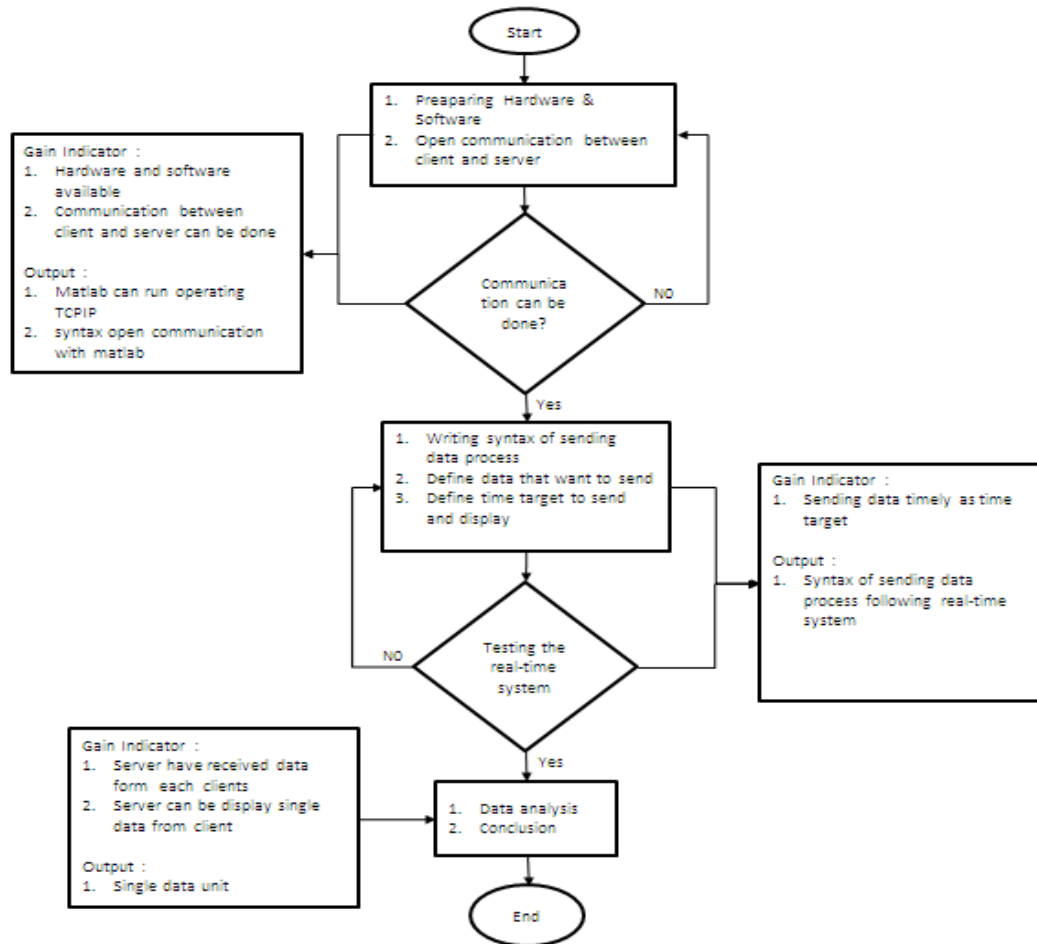 Start
1. Preaparing Hardware &
Software
2. Open communication between
client and server
Gain Indicator :
1. Hardware and software
available
2. Communication between
client and server can be done
Output :
1. Matlab can run operating
TCPIP
2. syntax open communication
with matlab
Communica
tion can be
done?
NO
Yes
1. Writing syntax of sending
data process
2. Define data that want to send
3. Define time target to send
and display
Gain Indicator :
1. Sending data timely as time
target
Output :
1. Syntax of sending data
process following real-time
system
Testing the
real-time
system
NO
Yes
Gain Indicator :
1. Server have received data
form each clients
2. Server can be display single
data from client
Output :
1. Single data unit
1. Data analysis
2. Conclusion
End